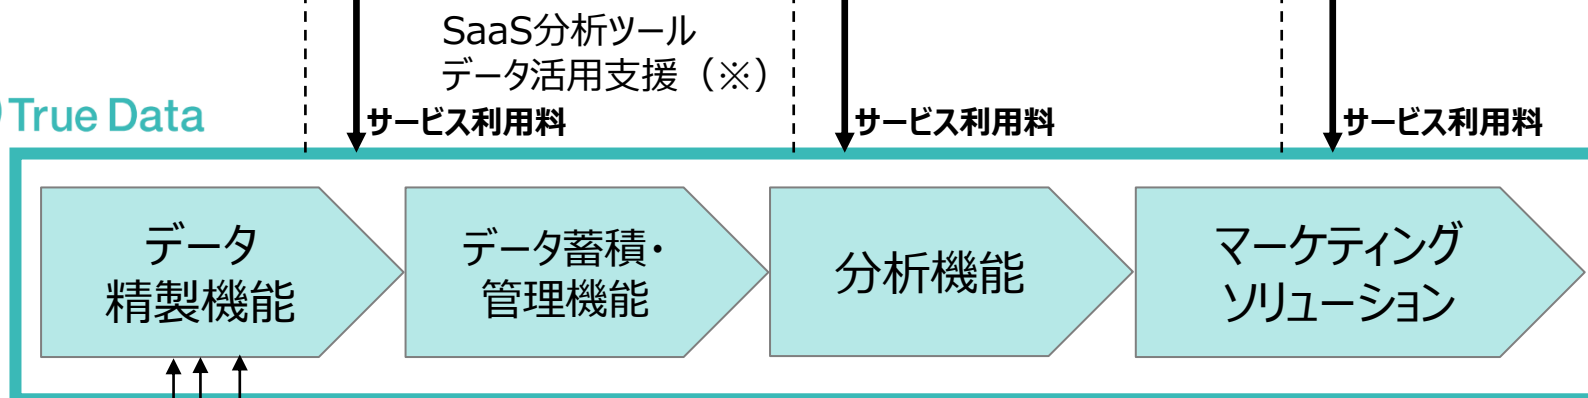 SaaS分析ツール
データ活用支援（※）
True Data
サービス利用料
サービス利用料
サービス利用料
データ
精製機能
データ蓄積・
管理機能
分析機能
マーケティング
ソリューション